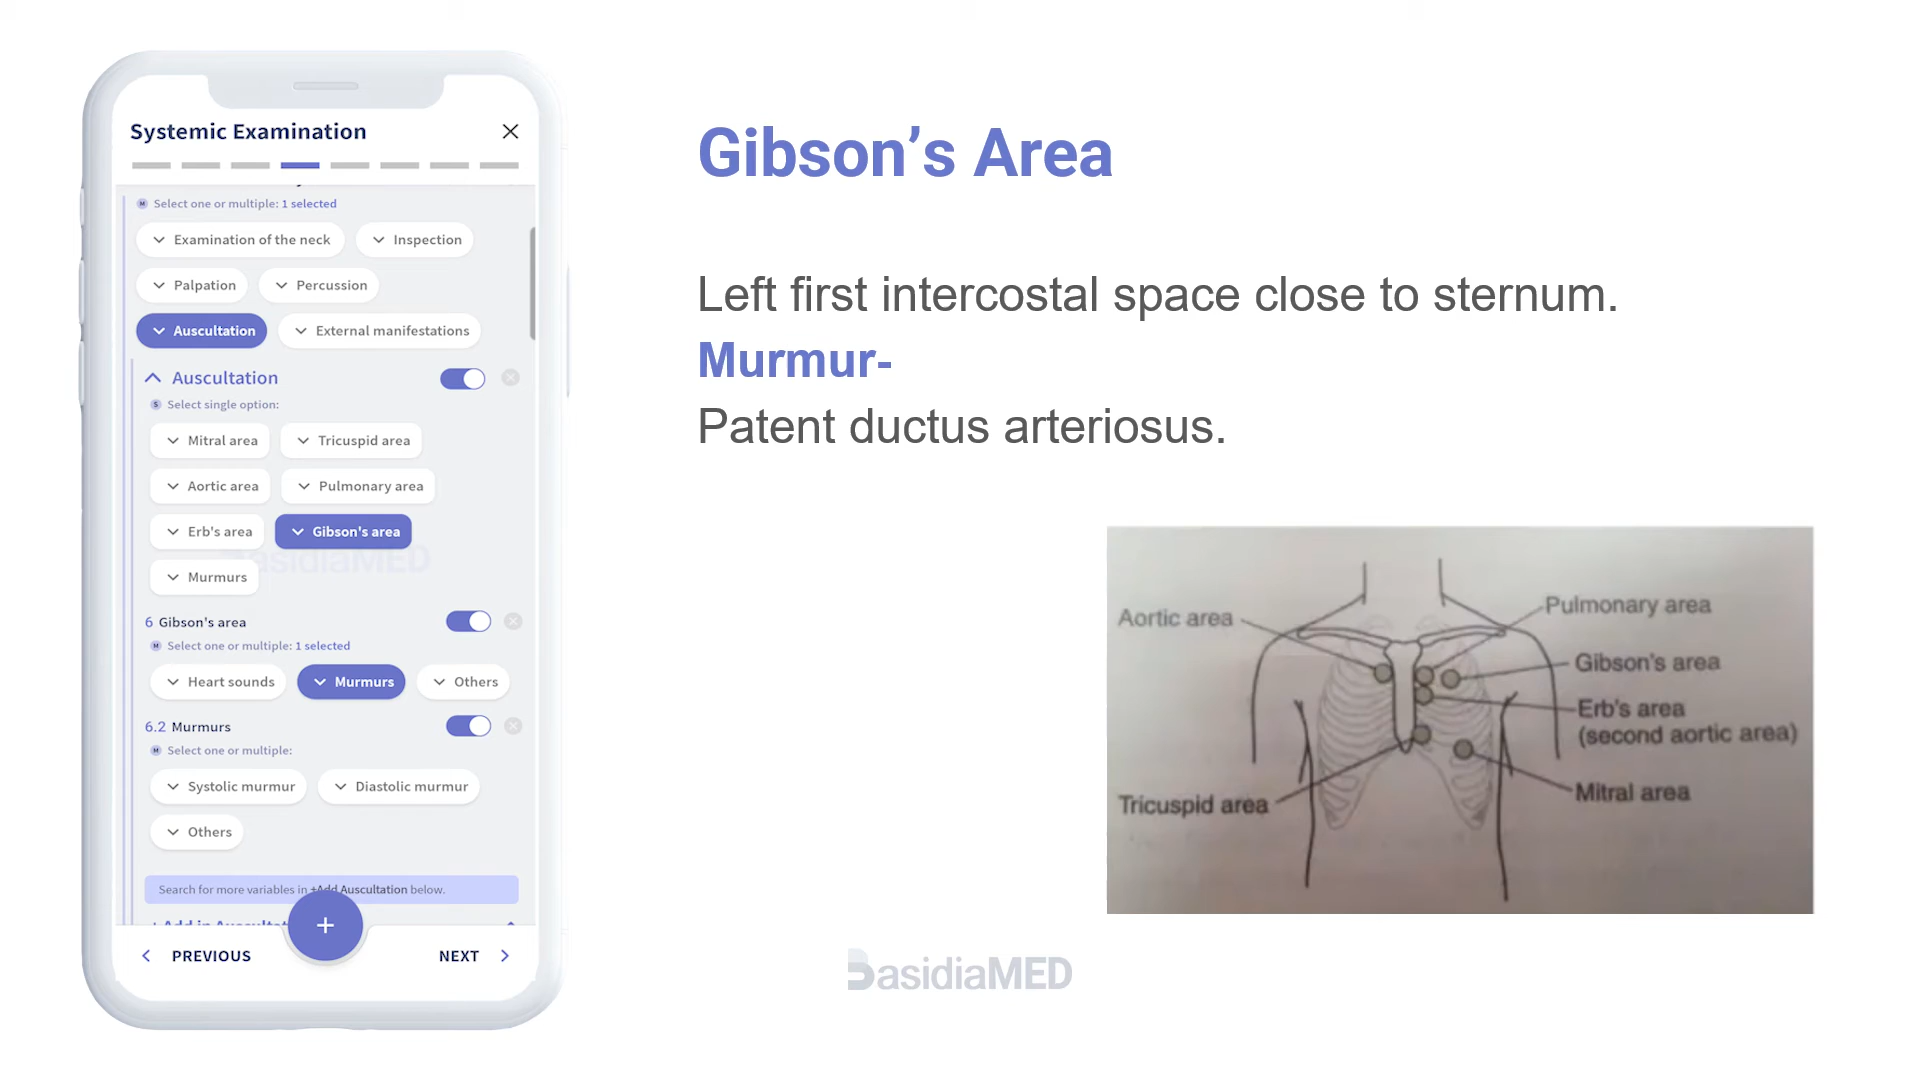 Systemic Examination
M Select one or multiple: 1 selected
Examination of the neck
Inspection
Palpation
Percussion
Auscultation
External manifestations
Auscultation
S Select single option:
Mitral area
Tricuspid area
Aortic area
Pulmonary area
Erb's area
Gibson's area
BasidiaMED
Murmurs
6 Gibson's area
M Select one or multiple: 1 selected
Heart sounds
Murmurs
Others
6.2 Murmurs
M Select one or multiple:
Systolic murmur
Diastolic murmur
Others
Search for more variables in +Add Auscultation below.
PREVIOUS
NEXT
Gibson’s Area
Left first intercostal space close to sternum.
Murmur-
Patent ductus arteriosus.
Aortic area
Pulmonary area
Gibson's area
Erb's area
(second aortic area)
Mitral area
Tricuspid area
BasidiaMED